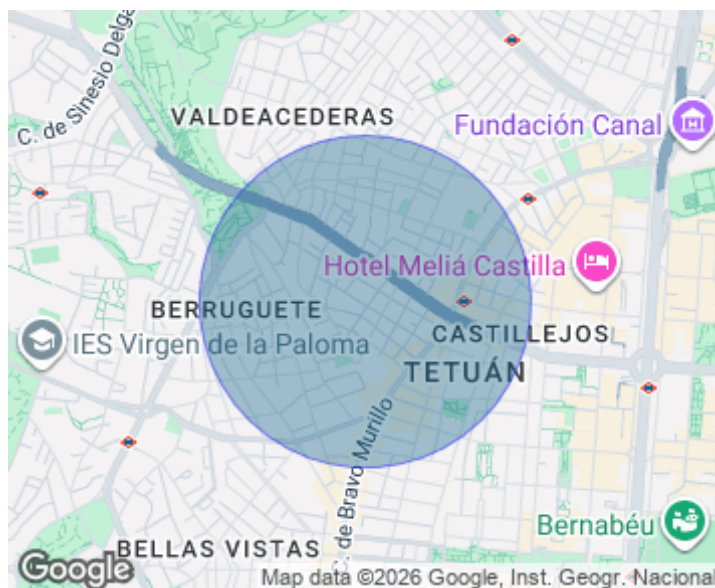 C. de Sinesio Delga
VALDEACEDERAS
Fundación Canal
Hotel Meliá Castilla
BERRUGUETE
IES Virgen de la Paloma
CASTILLEJOS
TETUÁN
C. de Bravo Murillo
Bernabéu
BELLAS VISTAS
Google
Map data ©2026 Google, Inst. Geogr. Nacional